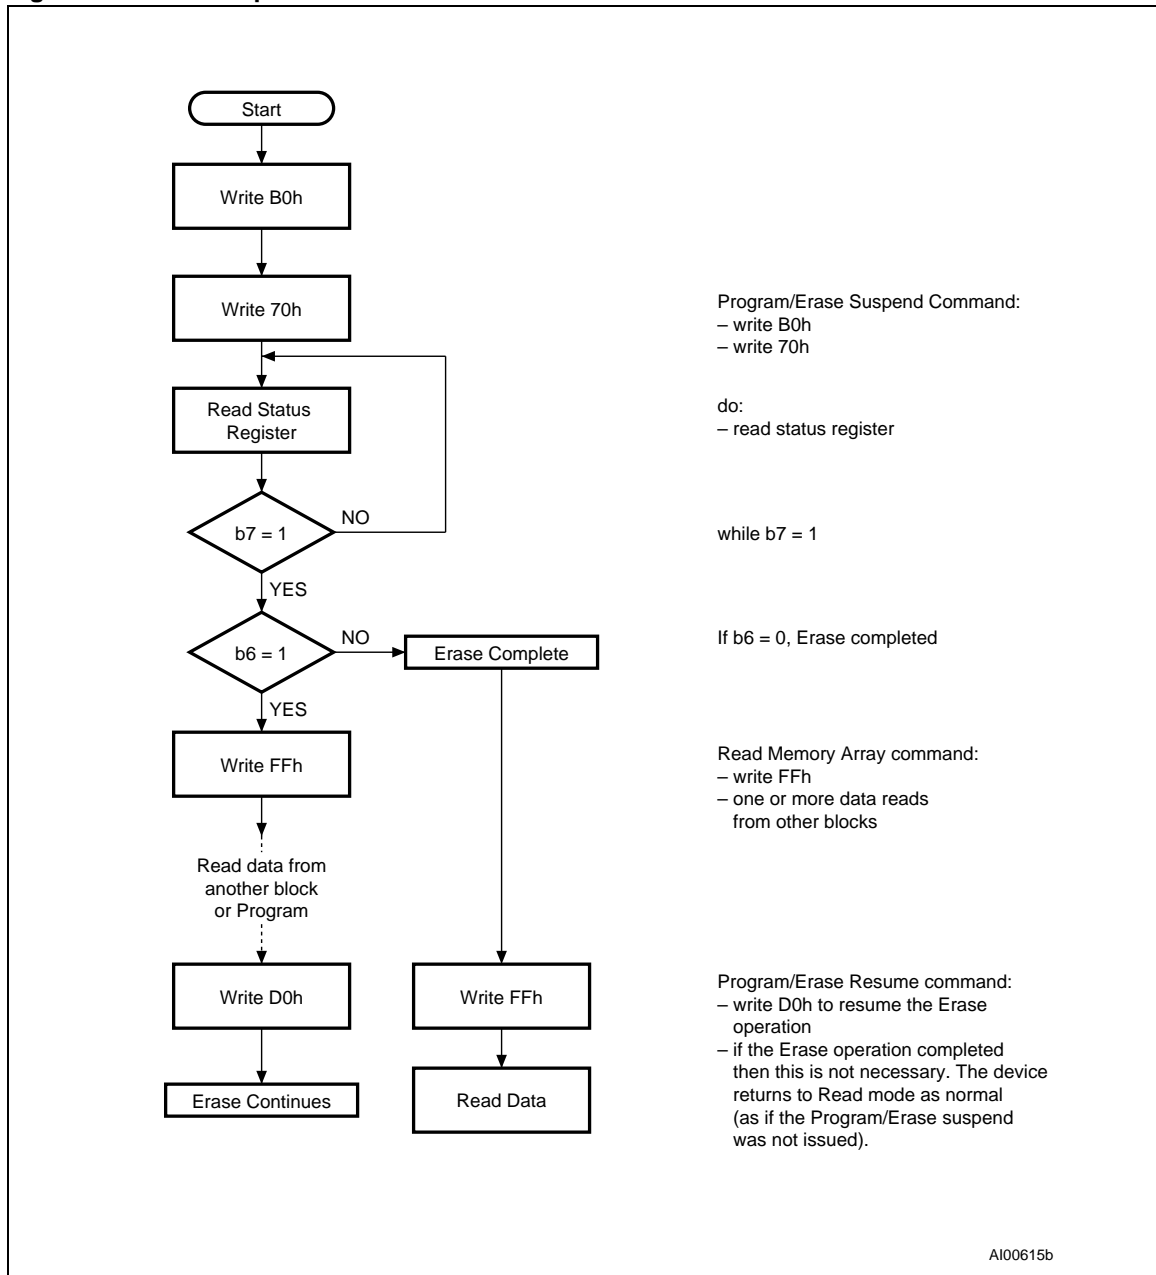 Start
Write B0h
Write 70h
Program/Erase Suspend Command:
– write B0h
– write 70h
Read Status
Register
do:
– read status register
b7 = 1
NO
while b7 = 1
YES
b6 = 1
NO
Erase Complete
If b6 = 0, Erase completed
YES
Write FFh
Read Memory Array command:
– write FFh
– one or more data reads
from other blocks
Read data from
another block
or Program
Write D0h
Write FFh
Program/Erase Resume command:
– write D0h to resume the Erase
operation
– if the Erase operation completed
then this is not necessary. The device
returns to Read mode as normal
(as if the Program/Erase suspend
was not issued).
Erase Continues
Read Data
AI00615b